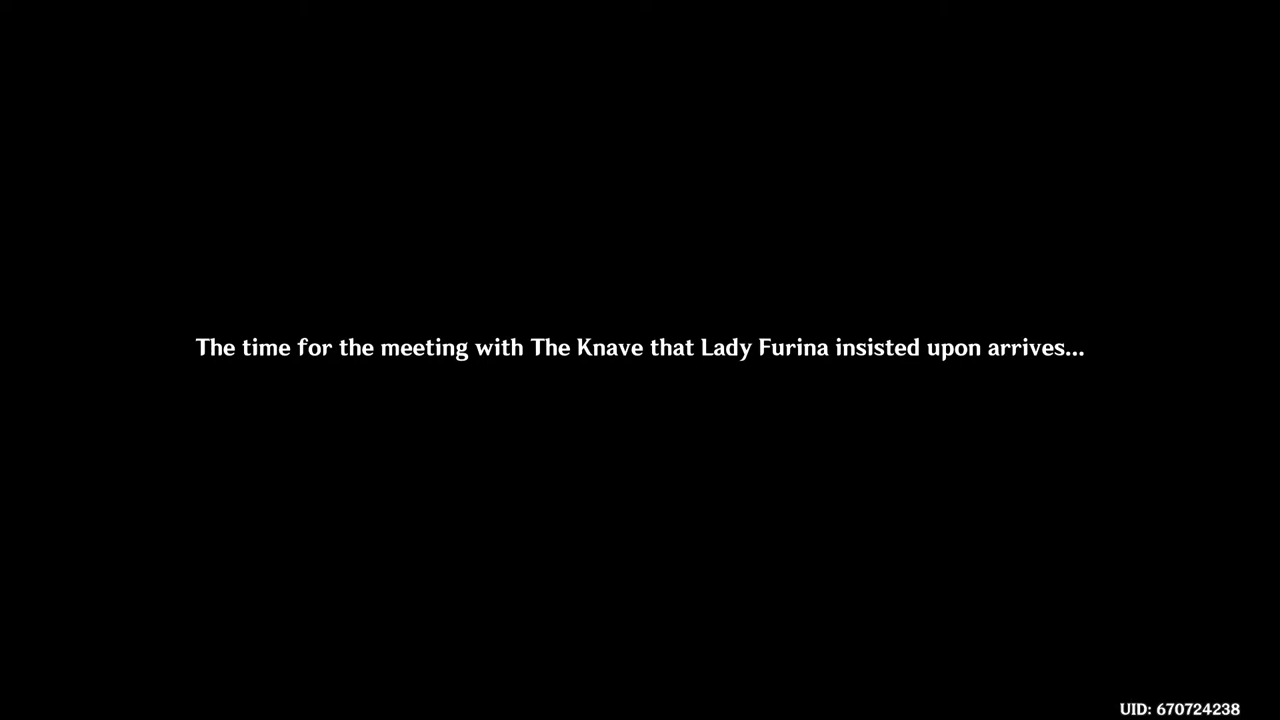 The time for the meeting with The Knave that Lady Furina insisted upon arrives...
UID: 670724238